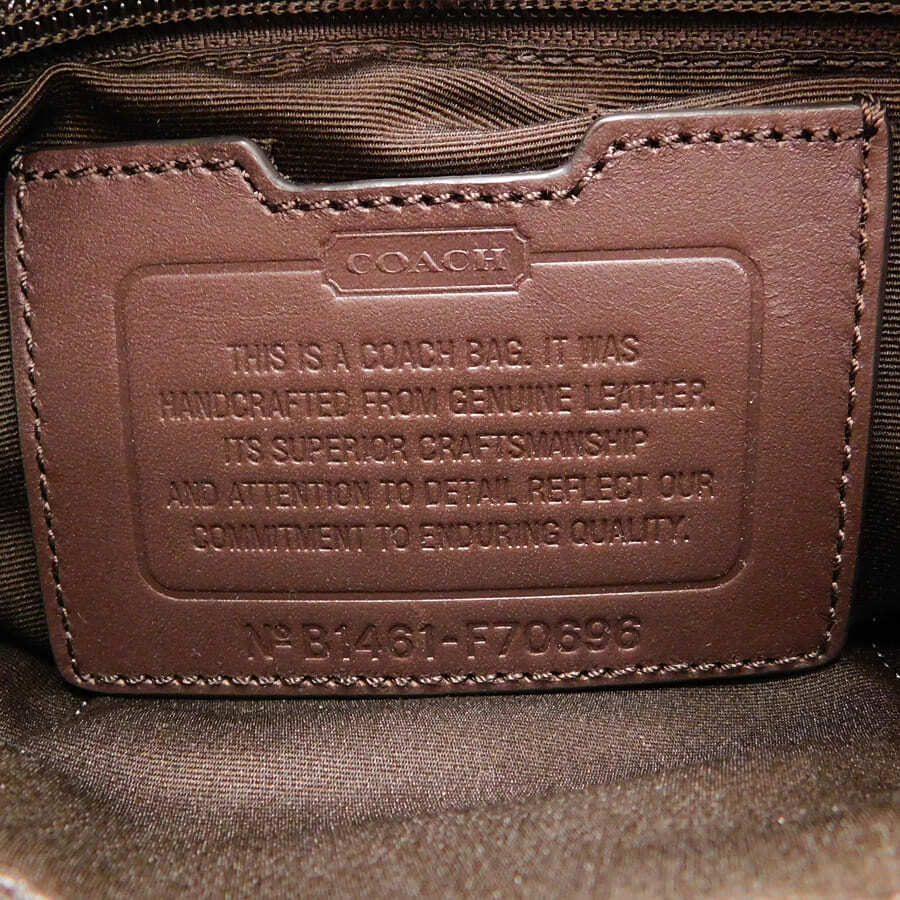 COACH
THIS IS A COACH BAG. IT WAS
HANDCRAFTED FROM GENUINE LEATHER.
ITS SUPERIOR CRAFTSMANSHIP
AND ATTENTION TO DETAIL REFLECT OUR
COMMITMENT TO ENDURING QUALITY.
Nº B1461-F70696